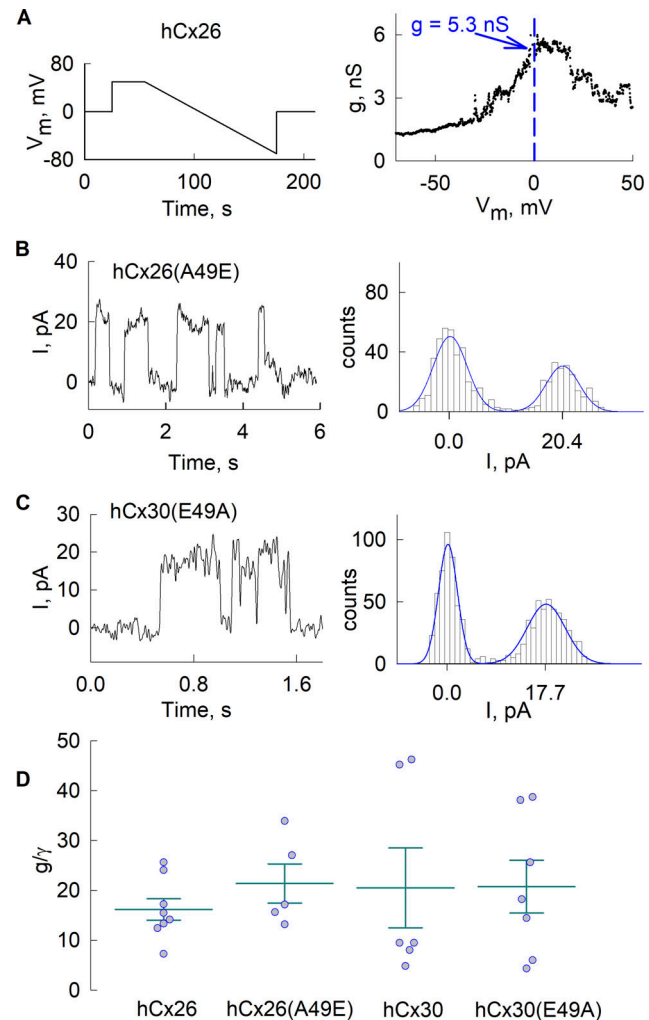 A
hCx26
V_m, mV
80
0
-80
0
100
200
Time, s
g = 5.3 nS
g, nS
6
3
0
-50
0
50
V_m, mV
B
hCx26(A49E)
I, pA
40
20
0
0
2
4
6
Time, s
counts
80
40
0
0.0
20.4
I, pA
C
hCx30(E49A)
I, pA
30
20
10
0
0.0
0.8
1.6
Time, s
counts
100
50
0
0.0
17.7
I, pA
D
g/γ
50
40
30
20
10
0
hCx26
hCx26(A49E)
hCx30
hCx30(E49A)